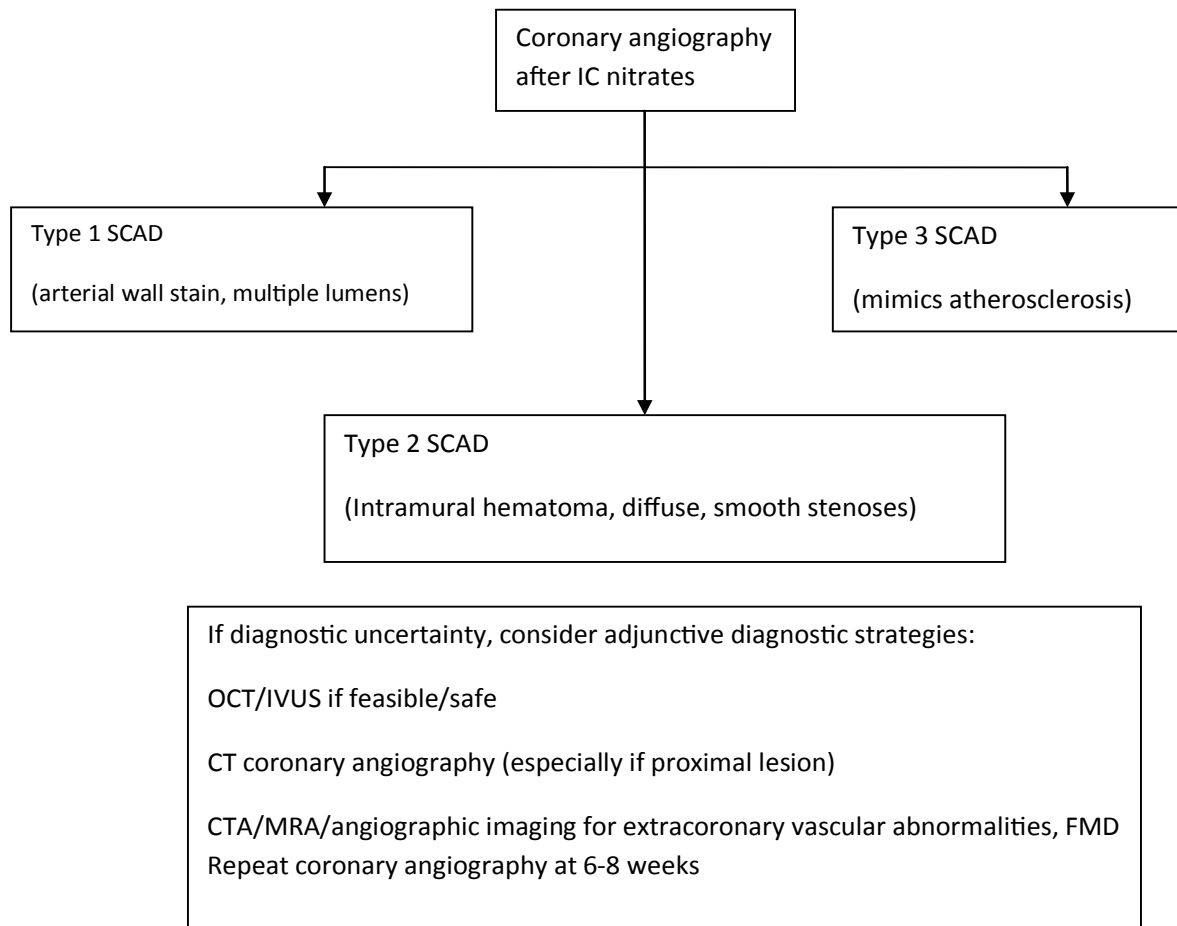 Coronary angiography
after IC nitrates
Type 1 SCAD
(arterial wall stain, multiple lumens)
Type 3 SCAD
(mimics atherosclerosis)
Type 2 SCAD
(Intramural hematoma, diffuse, smooth stenoses)
If diagnostic uncertainty, consider adjunctive diagnostic strategies:
OCT/IVUS if feasible/safe
CT coronary angiography (especially if proximal lesion)
CTA/MRA/angiographic imaging for extracoronary vascular abnormalities, FMD
Repeat coronary angiography at 6-8 weeks